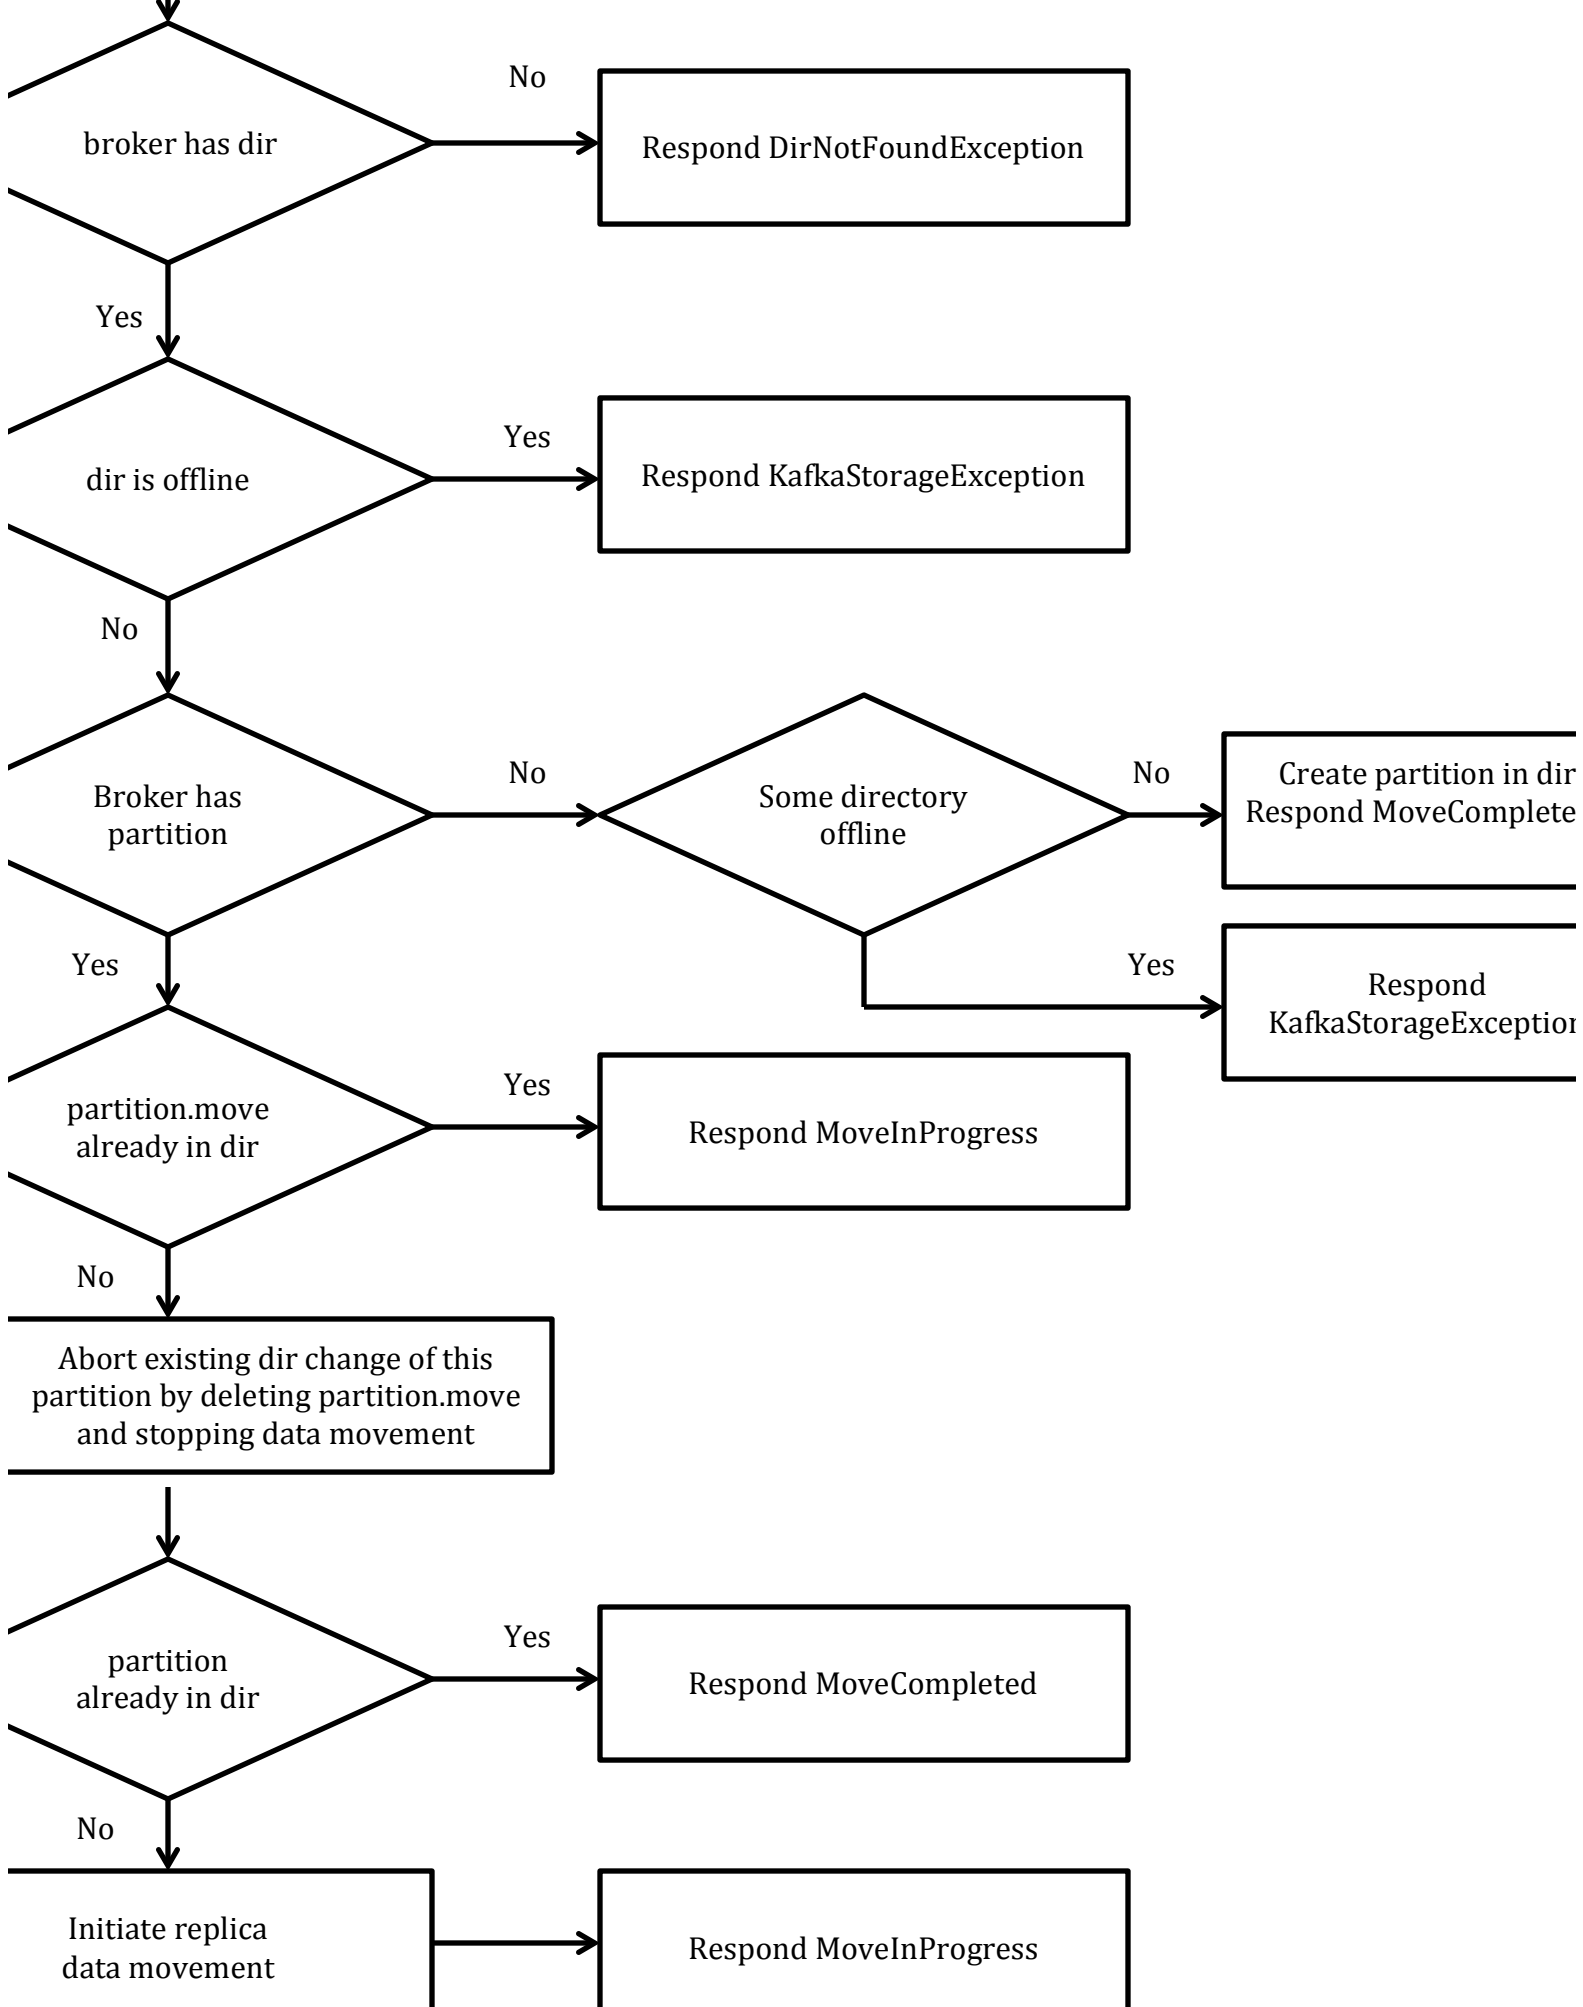 No
broker has dir
Respond DirNotFoundException
Yes
dir is offline
Yes
Respond KafkaStorageException
No
Broker has
partition
No
Some directory
offline
No
Create partition in dir
Respond MoveComplete
Yes
Yes
Respond
KafkaStorageException
partition.move
already in dir
Yes
Respond MoveInProgress
No
Abort existing dir change of this
partition by deleting partition.move
and stopping data movement
partition
already in dir
Yes
Respond MoveCompleted
No
Initiate replica
data movement
Respond MoveInProgress